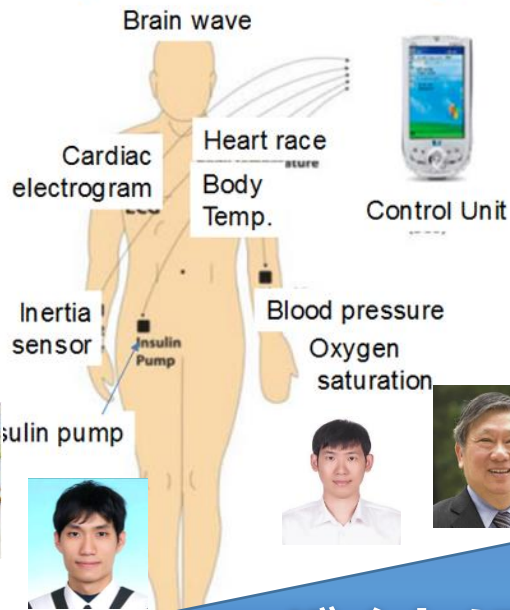 Brain wave
Heart race
ature
Cardiac
electrogram
Body
Temp.
Control Unit
Inertia
sensor
Insulin
Pump
Blood pressure
Oxygen
saturation
sulin pump